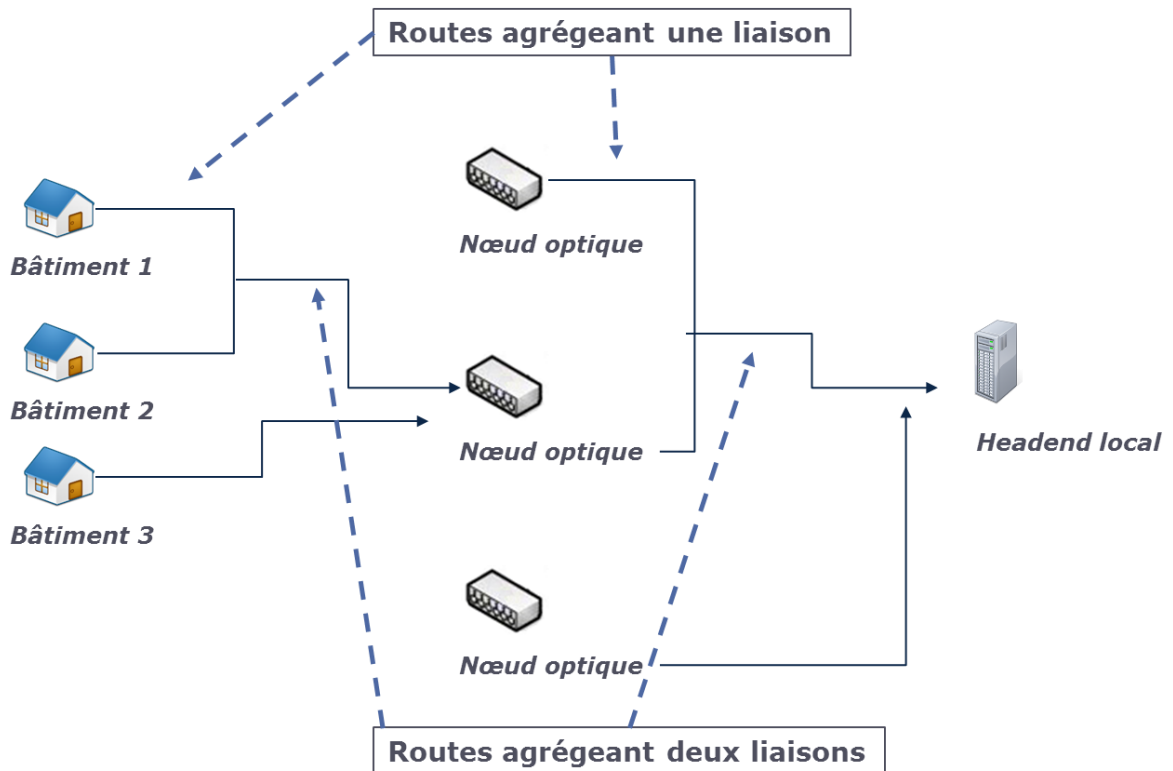 Routes agrégeant une liaison
Bâtiment 1
Nœud optique
Bâtiment 2
Nœud optique
Headend local
Bâtiment 3
Nœud optique
Routes agrégeant deux liaisons